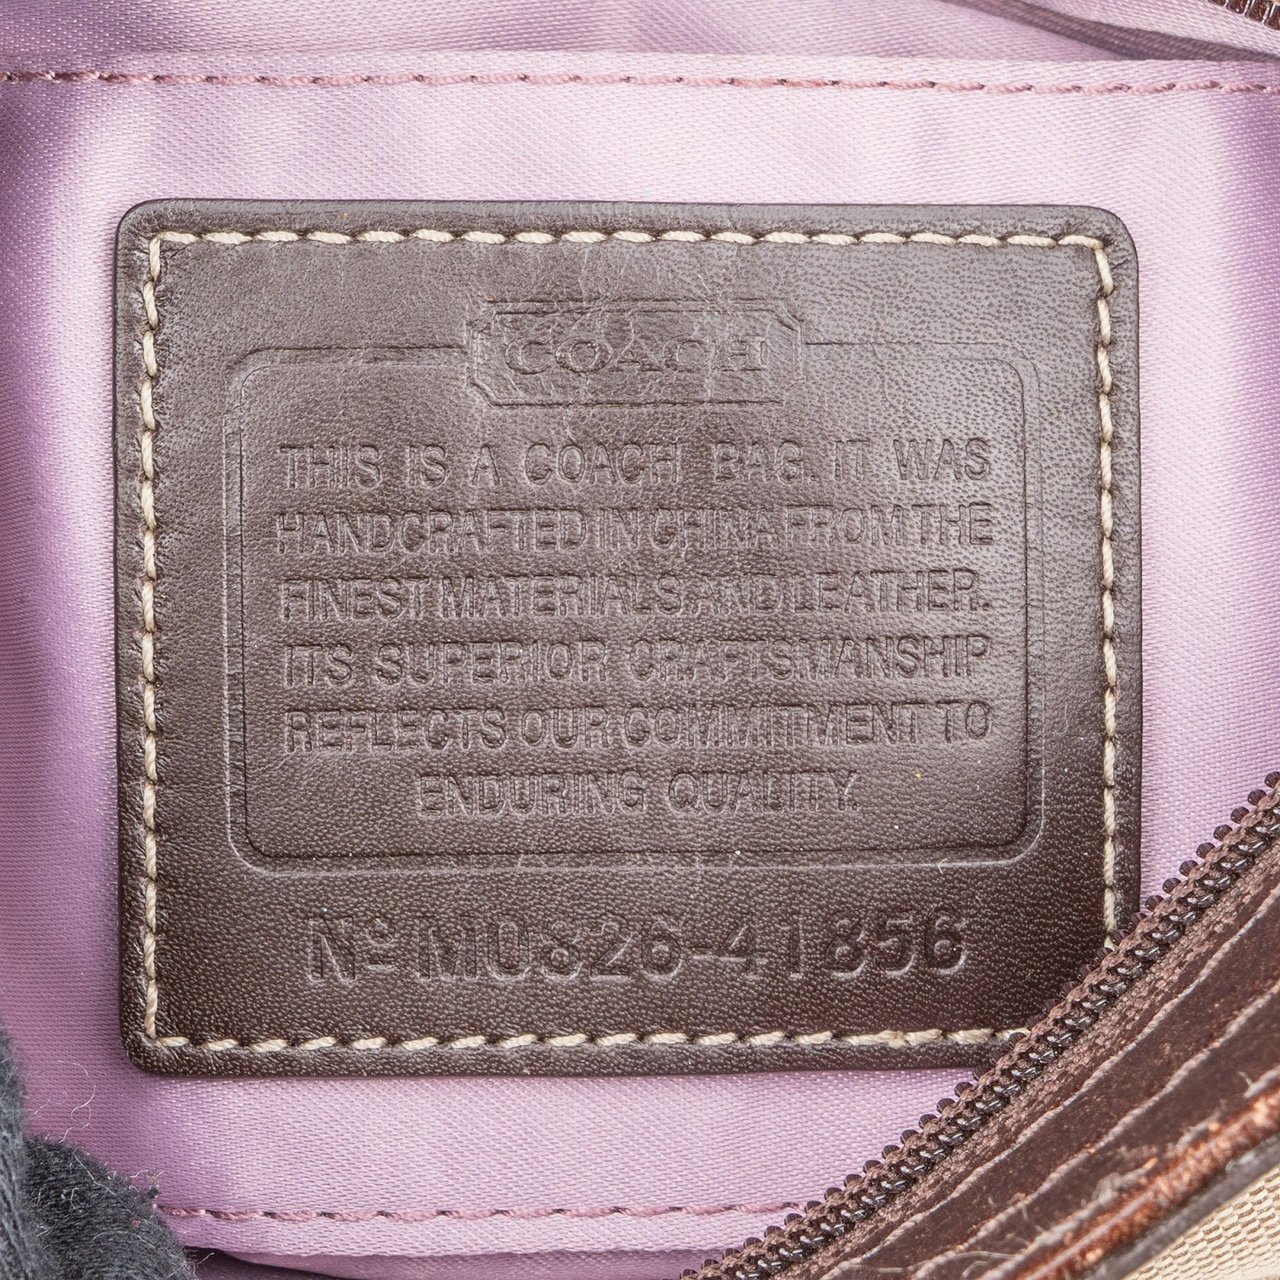 COACH
THIS IS A COACH BAG. IT WAS
HANDCRAFTED IN CHINA FROM THE
FINEST MATERIALS AND LEATHER.
ITS SUPERIOR CRAFTSMANSHIP
REFLECTS OUR COMMITMENT TO
ENDURING QUALITY.
Nº M0826-41856